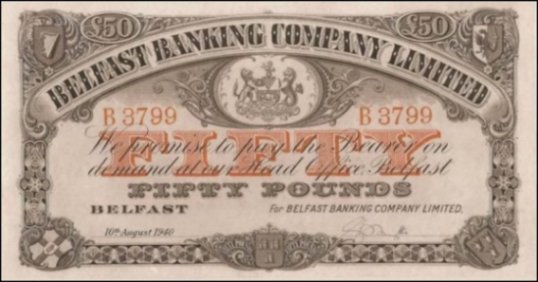 £50 £50
BELFAST BANKING COMPANY LIMITED
B 3799 B 3799
FIFTY
We promise to pay the Bearer on
demand at our Head Office, Belfast
FIFTY POUNDS
BELFAST For BELFAST BANKING COMPANY LIMITED.
10th August 1940